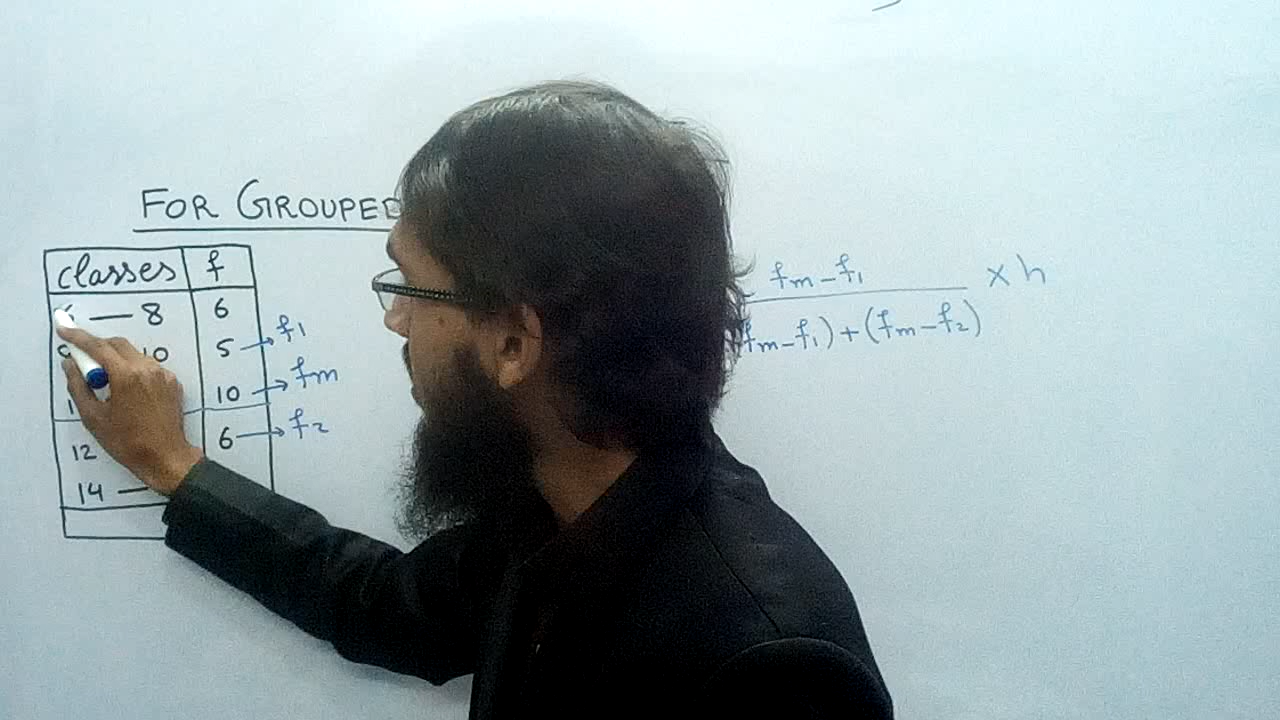 FOR GROUPED
classes f
— 8 6
10 5 → f1
10 → fm
12 6 → f2
14 —
fm – f1
fm – f1) + (fm – f2)
× h